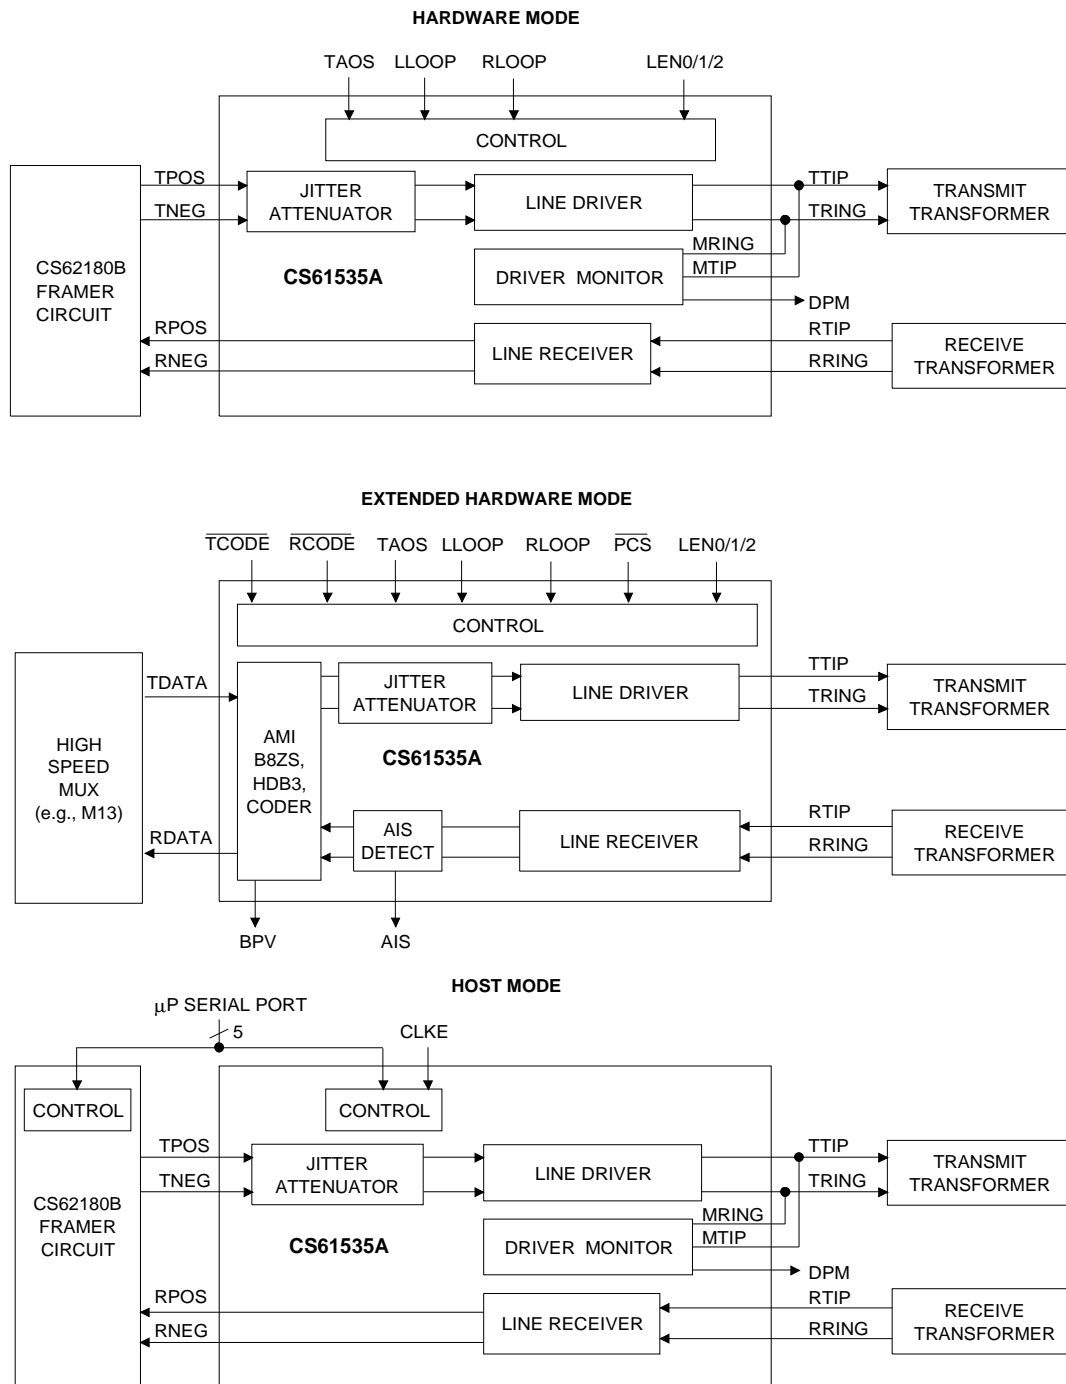 HARDWARE MODE
TAOS LLOOP RLOOP LEN0/1/2
CONTROL
TPOS
TNEG
JITTER
ATTENUATOR
LINE DRIVER
TTIP
TRING
TRANSMIT
TRANSFORMER
CS62180B
FRAMER
CIRCUIT
CS61535A
DRIVER MONITOR
MRING
MTIP
DPM
RPOS
RNEG
LINE RECEIVER
RTIP
RRING
RECEIVE
TRANSFORMER
EXTENDED HARDWARE MODE
TCODE RCODE TAOS LLOOP RLOOP PCS LEN0/1/2
CONTROL
TDATA
JITTER
ATTENUATOR
LINE DRIVER
TTIP
TRING
TRANSMIT
TRANSFORMER
HIGH
SPEED
MUX
(e.g., M13)
AMI
B8ZS,
HDB3,
CODER
CS61535A
RDATA
AIS
DETECT
LINE RECEIVER
RTIP
RRING
RECEIVE
TRANSFORMER
BPV
AIS
HOST MODE
μP SERIAL PORT
5
CLKE
CONTROL
CONTROL
TPOS
TNEG
JITTER
ATTENUATOR
LINE DRIVER
TTIP
TRING
TRANSMIT
TRANSFORMER
CS62180B
FRAMER
CIRCUIT
CS61535A
DRIVER MONITOR
MRING
MTIP
DPM
RPOS
RNEG
LINE RECEIVER
RTIP
RRING
RECEIVE
TRANSFORMER